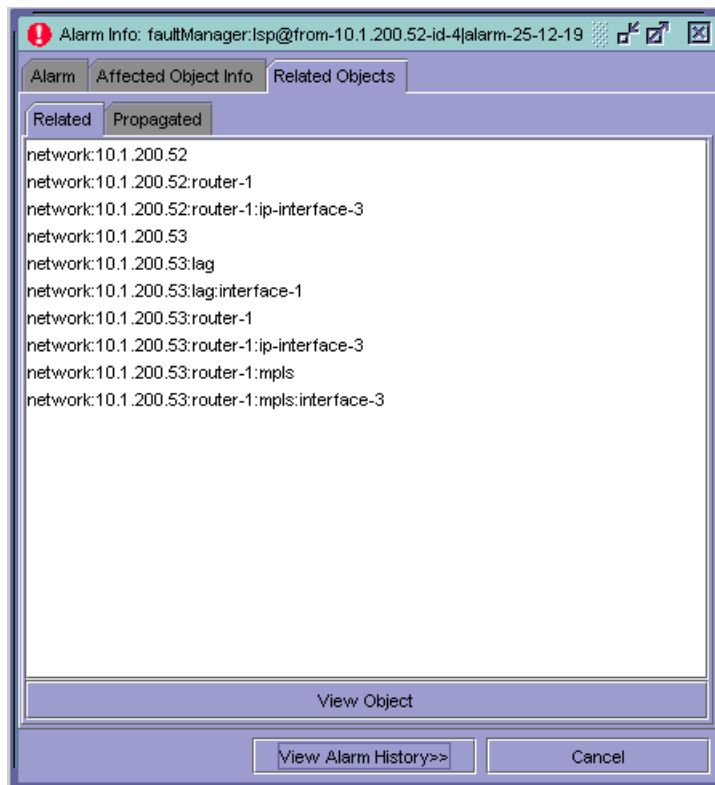 Alarm Info: faultManager:lsp@from-10.1.200.52-id-4|alarm-25-12-19
Alarm Affected Object Info Related Objects
Related Propagated
network:10.1.200.52
network:10.1.200.52:router-1
network:10.1.200.52:router-1:ip-interface-3
network:10.1.200.53
network:10.1.200.53:lag
network:10.1.200.53:lag:interface-1
network:10.1.200.53:router-1
network:10.1.200.53:router-1:ip-interface-3
network:10.1.200.53:router-1:mpls
network:10.1.200.53:router-1:mpls:interface-3
View Object
View Alarm History>> Cancel